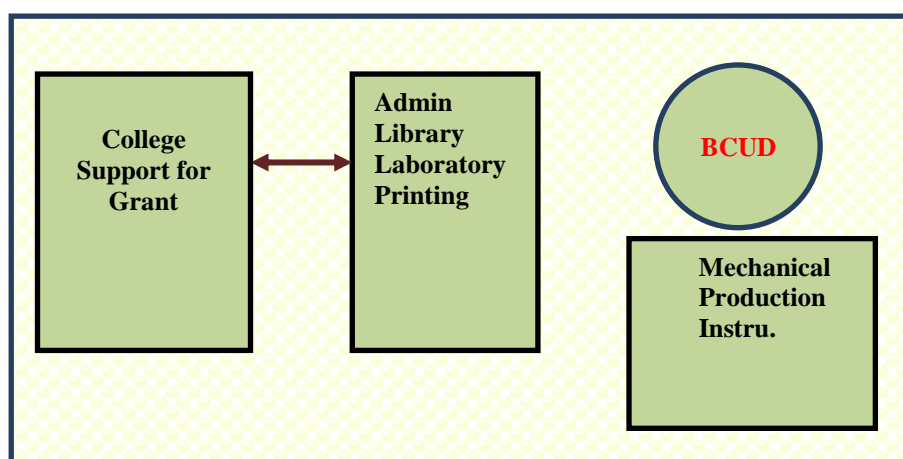 College
Support for
Grant
Admin
Library
Laboratory
Printing
BCUD
Mechanical
Production
Instru.